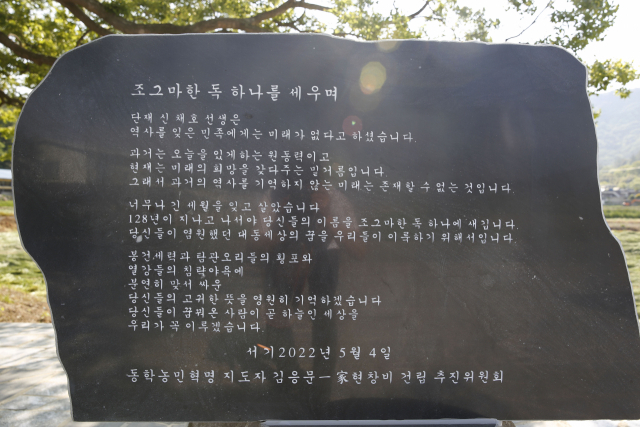 조그마한 독 하나를 세우며
단재 신 채호 선생은
역사를 잊은 민족에게는 미래가 없다고 하셨습니다.
과거는 오늘을 있게하는 원동력이고
현재는 미래의 희망을 갖다주는 밑거름입니다
그래서 과거의 역사를 기억하지 않는 미래는 존재할 수 없는 것입니다.
너무나 긴 세월을 잊고 살았습니다
128년이 지나고 나서야 당신들의 이름을 조그마한 독 하나에 새깁니다.
당신들이 염원했던 대동세상의 꿈을 우리들이 이룩하기 위해서입니다.
봉건세력과 탐관오리들의 횡포와
열강들의 침략야욕에
분연히 맞서 싸운
당신들의 고귀한 뜻을 영원히 기억하겠습니다
당신들이 꿈꿔온 사람이 곧 하늘인 세상을
우리가 꼭 이루겠습니다.
서기2022년 5월 4일
동학농민혁명 지도자 김응문一家현창비 건립 추진위원회